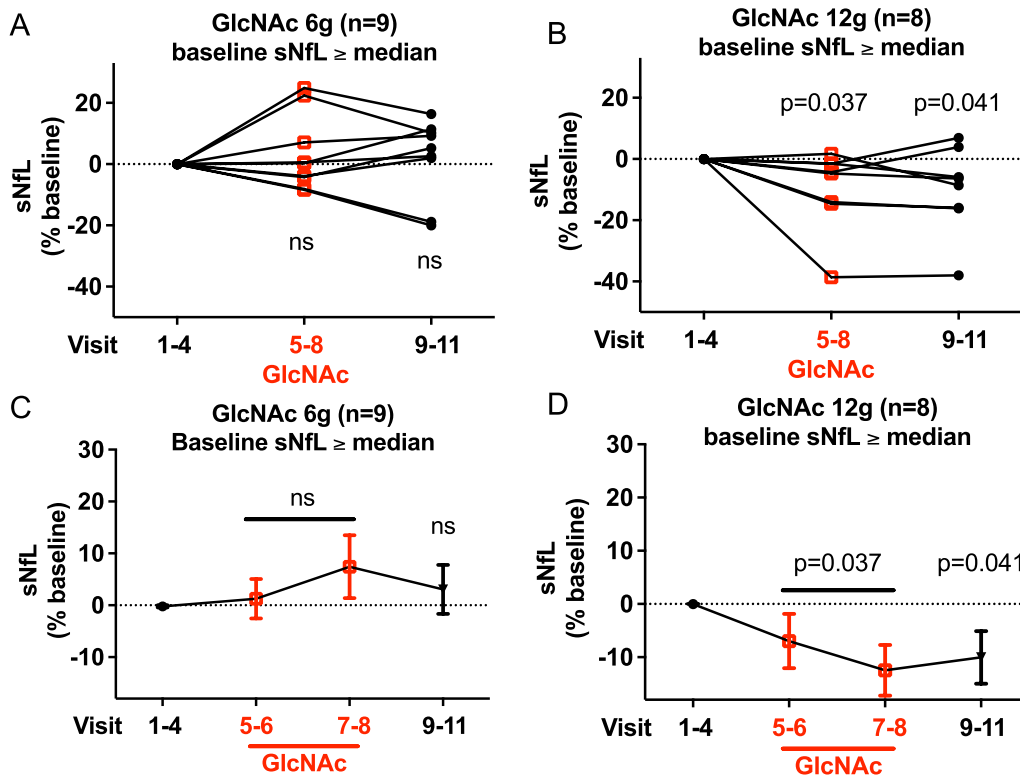 A
GlcNAc 6g (n=9)
baseline sNfL ≥ median
sNfL
(% baseline)
20
0
-20
-40
ns
ns
Visit
1-4
5-8
9-11
GlcNAc
B
GlcNAc 12g (n=8)
baseline sNfL ≥ median
sNfL
(% baseline)
20
0
-20
-40
p=0.037
p=0.041
Visit
1-4
5-8
9-11
GlcNAc
C
GlcNAc 6g (n=9)
Baseline sNfL ≥ median
sNfL
(% baseline)
30
20
10
0
-10
ns
ns
Visit
1-4
5-6
7-8
9-11
GlcNAc
D
GlcNAc 12g (n=8)
baseline sNfL ≥ median
sNfL
(% baseline)
30
20
10
0
-10
p=0.037
p=0.041
Visit
1-4
5-6
7-8
9-11
GlcNAc